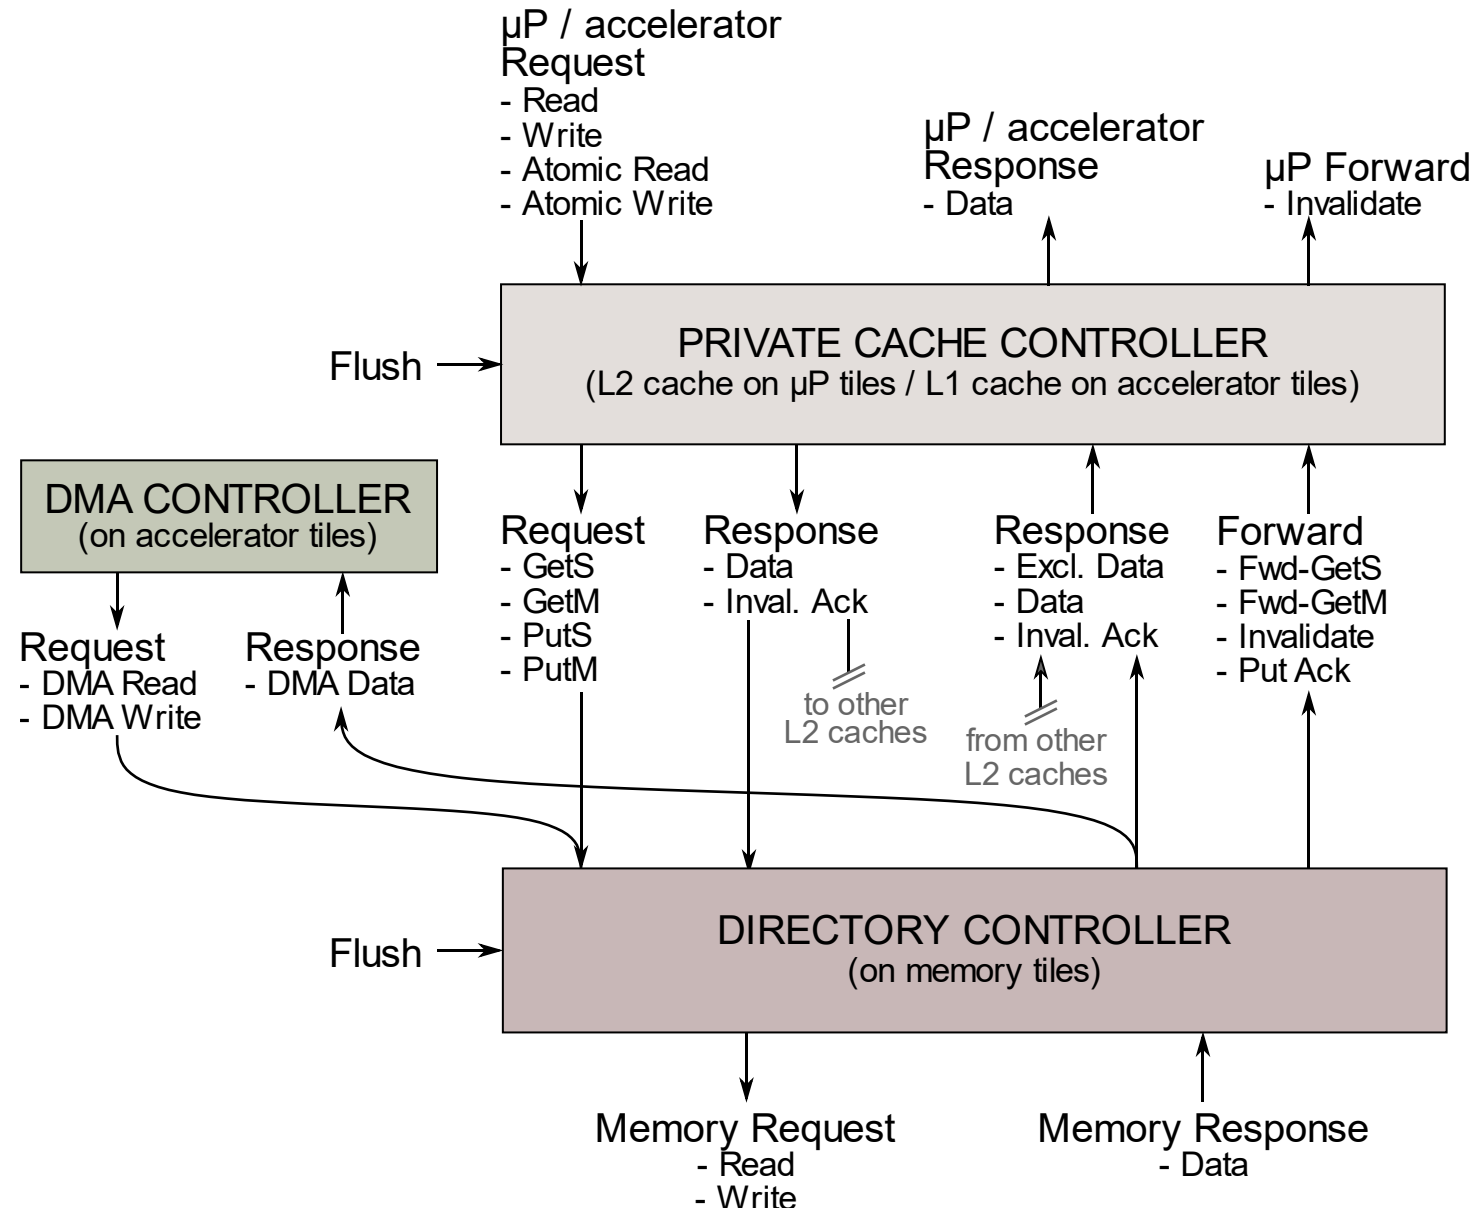 µP / accelerator
Request
- Read
- Write
- Atomic Read
- Atomic Write
µP / accelerator
Response
- Data
µP Forward
- Invalidate
Flush
PRIVATE CACHE CONTROLLER
(L2 cache on µP tiles / L1 cache on accelerator tiles)
DMA CONTROLLER
(on accelerator tiles)
Request
- DMA Read
- DMA Write
Response
- DMA Data
Request
- GetS
- GetM
- PutS
- PutM
Response
- Data
- Inval. Ack
to other
L2 caches
Response
- Excl. Data
- Data
- Inval. Ack
from other
L2 caches
Forward
- Fwd-GetS
- Fwd-GetM
- Invalidate
- Put Ack
Flush
DIRECTORY CONTROLLER
(on memory tiles)
Memory Request
- Read
- Write
Memory Response
- Data